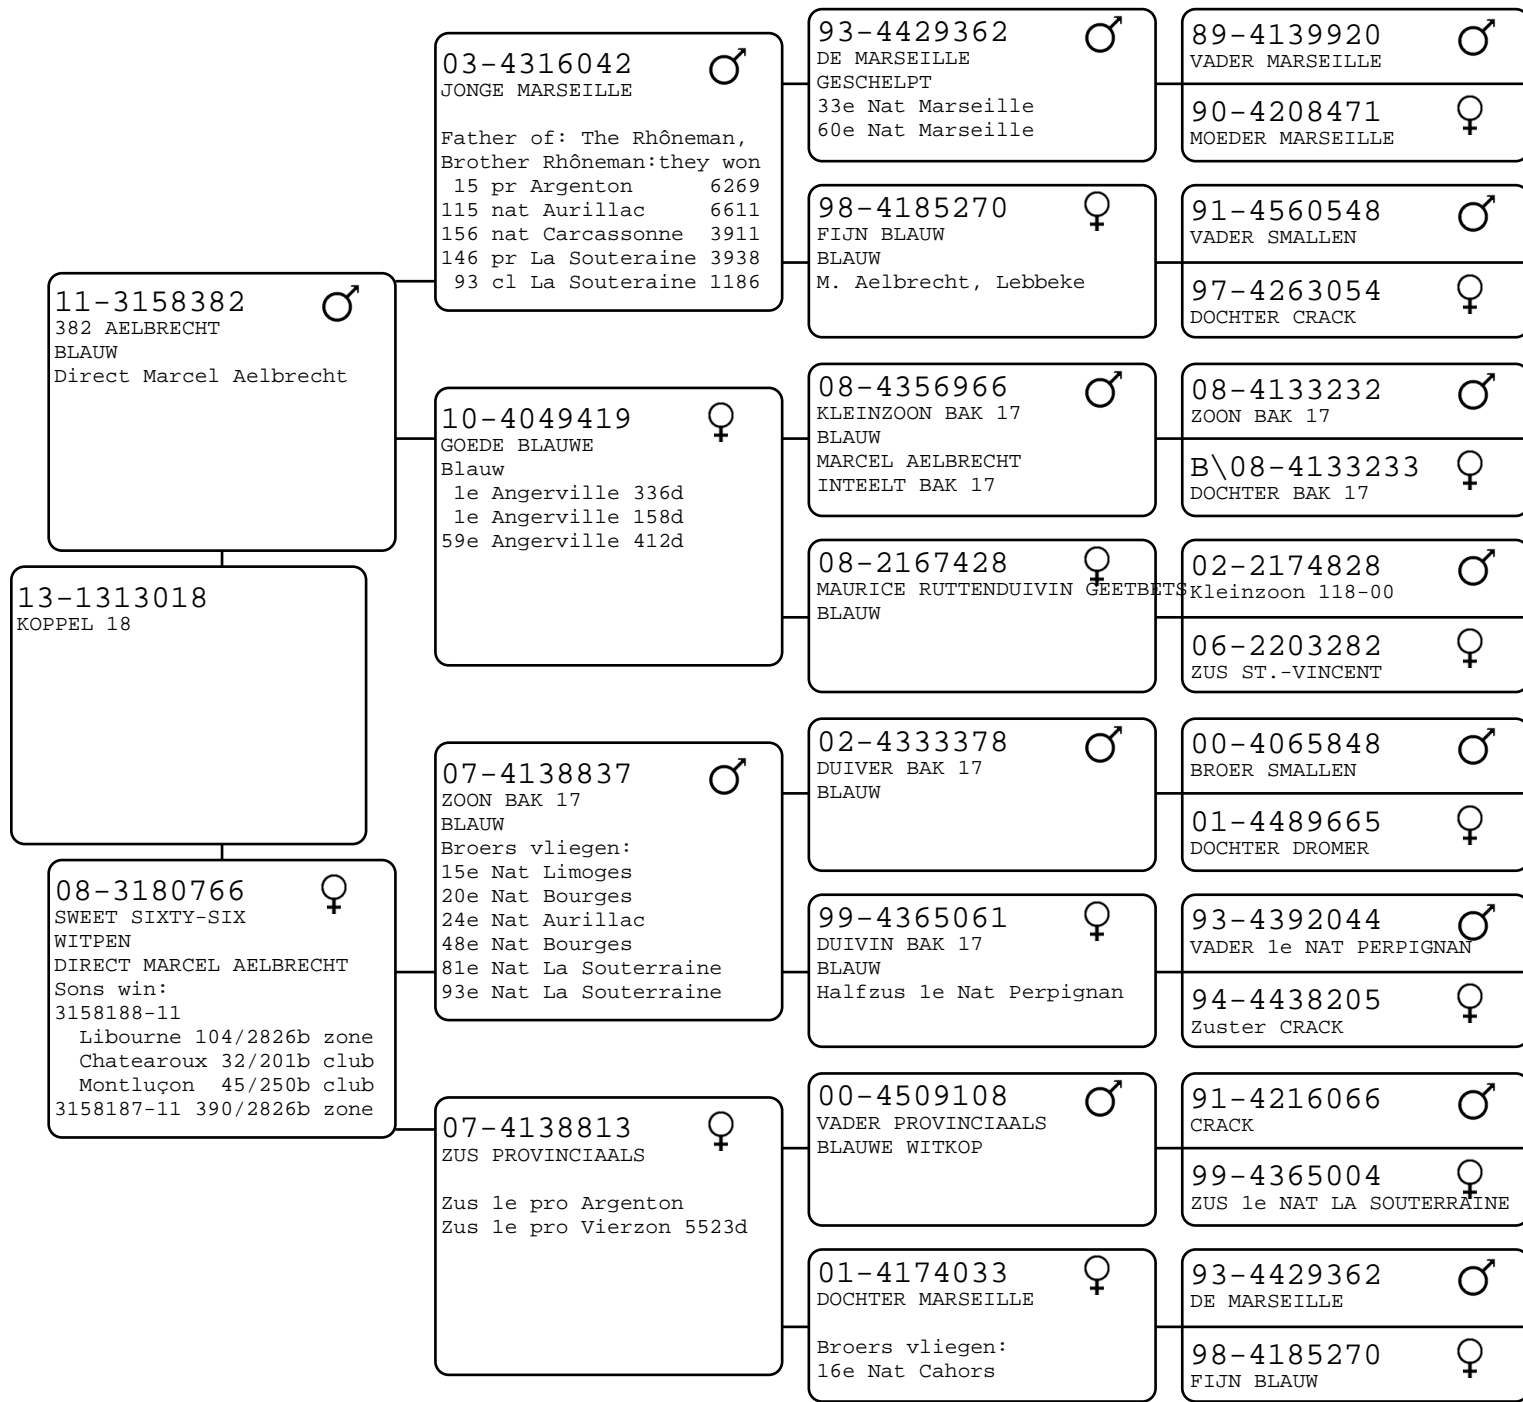 13-1313018
KOPPEL 18
11-3158382
382 AELBRECHT
BLAUW
Direct Marcel Aelbrecht
08-3180766
SWEET SIXTY-SIX
WITPEN
DIRECT MARCEL AELBRECHT
Sons win:
3158188-11
Libourne 104/2826b zone
Chatearoux 32/201b club
Montluçon 45/250b club
3158187-11 390/2826b zone
03-4316042
JONGE MARSEILLE
Father of: The Rhôneman,
Brother Rhôneman:they won
15 pr Argenton 6269
115 nat Aurillac 6611
156 nat Carcassonne 3911
146 pr La Souteraine 3938
93 cl La Souteraine 1186
10-4049419
GOEDE BLAUWE
Blauw
1e Angerville 336d
1e Angerville 158d
59e Angerville 412d
07-4138837
ZOON BAK 17
BLAUW
Broers vliegen:
15e Nat Limoges
20e Nat Bourges
24e Nat Aurillac
48e Nat Bourges
81e Nat La Souterraine
93e Nat La Souterraine
07-4138813
ZUS PROVINCIAALS
Zus 1e pro Argenton
Zus 1e pro Vierzon 5523d
93-4429362
DE MARSEILLE
GESCHELPT
33e Nat Marseille
60e Nat Marseille
98-4185270
FIJN BLAUW
BLAUW
M. Aelbrecht, Lebbeke
08-4356966
KLEINZOON BAK 17
BLAUW
MARCEL AELBRECHT
INTEELT BAK 17
08-2167428
MAURICE RUTTENDUIVIN GEETBETS
BLAUW
02-4333378
DUIVER BAK 17
BLAUW
99-4365061
DUIVIN BAK 17
BLAUW
Halfzus 1e Nat Perpignan
00-4509108
VADER PROVINCIAALS
BLAUWE WITKOP
01-4174033
DOCHTER MARSEILLE
Broers vliegen:
16e Nat Cahors
89-4139920
VADER MARSEILLE
90-4208471
MOEDER MARSEILLE
91-4560548
VADER SMALLEN
97-4263054
DOCHTER CRACK
08-4133232
ZOON BAK 17
B\08-4133233
DOCHTER BAK 17
02-2174828
Kleinzoon 118-00
06-2203282
ZUS ST.-VINCENT
00-4065848
BROER SMALLEN
01-4489665
DOCHTER DROMER
93-4392044
VADER 1e NAT PERPIGNAN
94-4438205
Zuster CRACK
91-4216066
CRACK
99-4365004
ZUS 1e NAT LA SOUTERRAINE
93-4429362
DE MARSEILLE
98-4185270
FIJN BLAUW